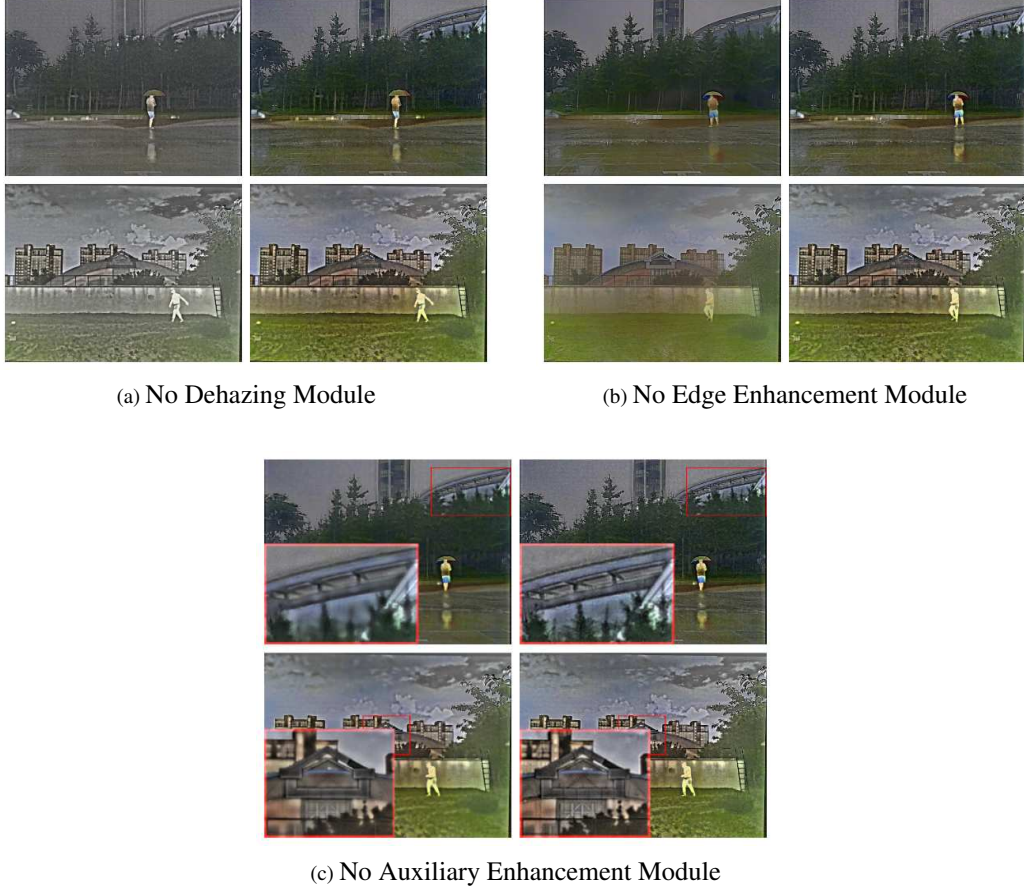 (a) No Dehazing Module
(b) No Edge Enhancement Module
(c) No Auxiliary Enhancement Module